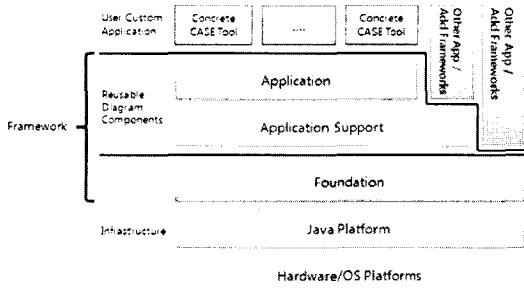 User Custom
Application
Concrete
CASE Tool
....
Concrete
CASE Tool
Other App /
Add Frameworks
Other App /
Add Frameworks
Framework
Reusable
Diagram
Components
Application
Application Support
Foundation
Infrastructure
Java Platform
Hardware/OS Platforms